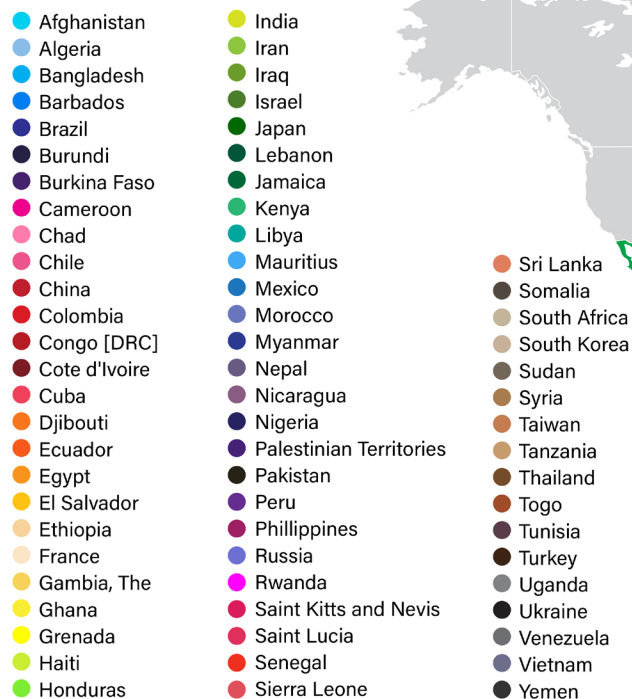 Afghanistan
Algeria
Bangladesh
Barbados
Brazil
Burundi
Burkina Faso
Cameroon
Chad
Chile
China
Colombia
Congo [DRC]
Cote d'Ivoire
Cuba
Djibouti
Ecuador
Egypt
El Salvador
Ethiopia
France
Gambia, The
Ghana
Grenada
Haiti
Honduras
India
Iran
Iraq
Israel
Japan
Lebanon
Jamaica
Kenya
Libya
Mauritius
Mexico
Morocco
Myanmar
Nepal
Nicaragua
Nigeria
Palestinian Territories
Pakistan
Peru
Phillippines
Russia
Rwanda
Saint Kitts and Nevis
Saint Lucia
Senegal
Sierra Leone
Sri Lanka
Somalia
South Africa
South Korea
Sudan
Syria
Taiwan
Tanzania
Thailand
Togo
Tunisia
Turkey
Uganda
Ukraine
Venezuela
Vietnam
Yemen